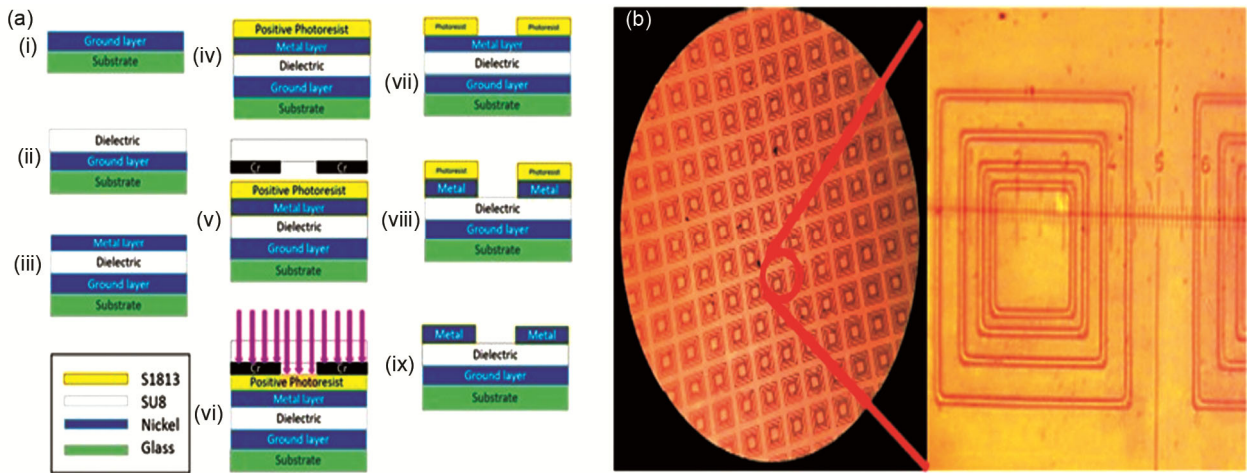 (a)
(i)
Ground layer
Substrate
(ii)
Dielectric
Ground layer
Substrate
(iii)
Metal layer
Dielectric
Ground layer
Substrate
S1813
SU8
Nickel
Glass
(iv)
Positive Photoresist
Metal layer
Dielectric
Ground layer
Substrate
(v)
Cr Cr
Positive Photoresist
Metal layer
Dielectric
Ground layer
Substrate
(vi)
Cr Cr
Positive Photoresist
Metal layer
Dielectric
Ground layer
Substrate
(vii)
Photoresist Photoresist
Metal layer
Dielectric
Ground layer
Substrate
(viii)
Photoresist Photoresist
Metal Metal
Dielectric
Ground layer
Substrate
(ix)
Metal Metal
Dielectric
Ground layer
Substrate
(b)
2 3 4 5 6